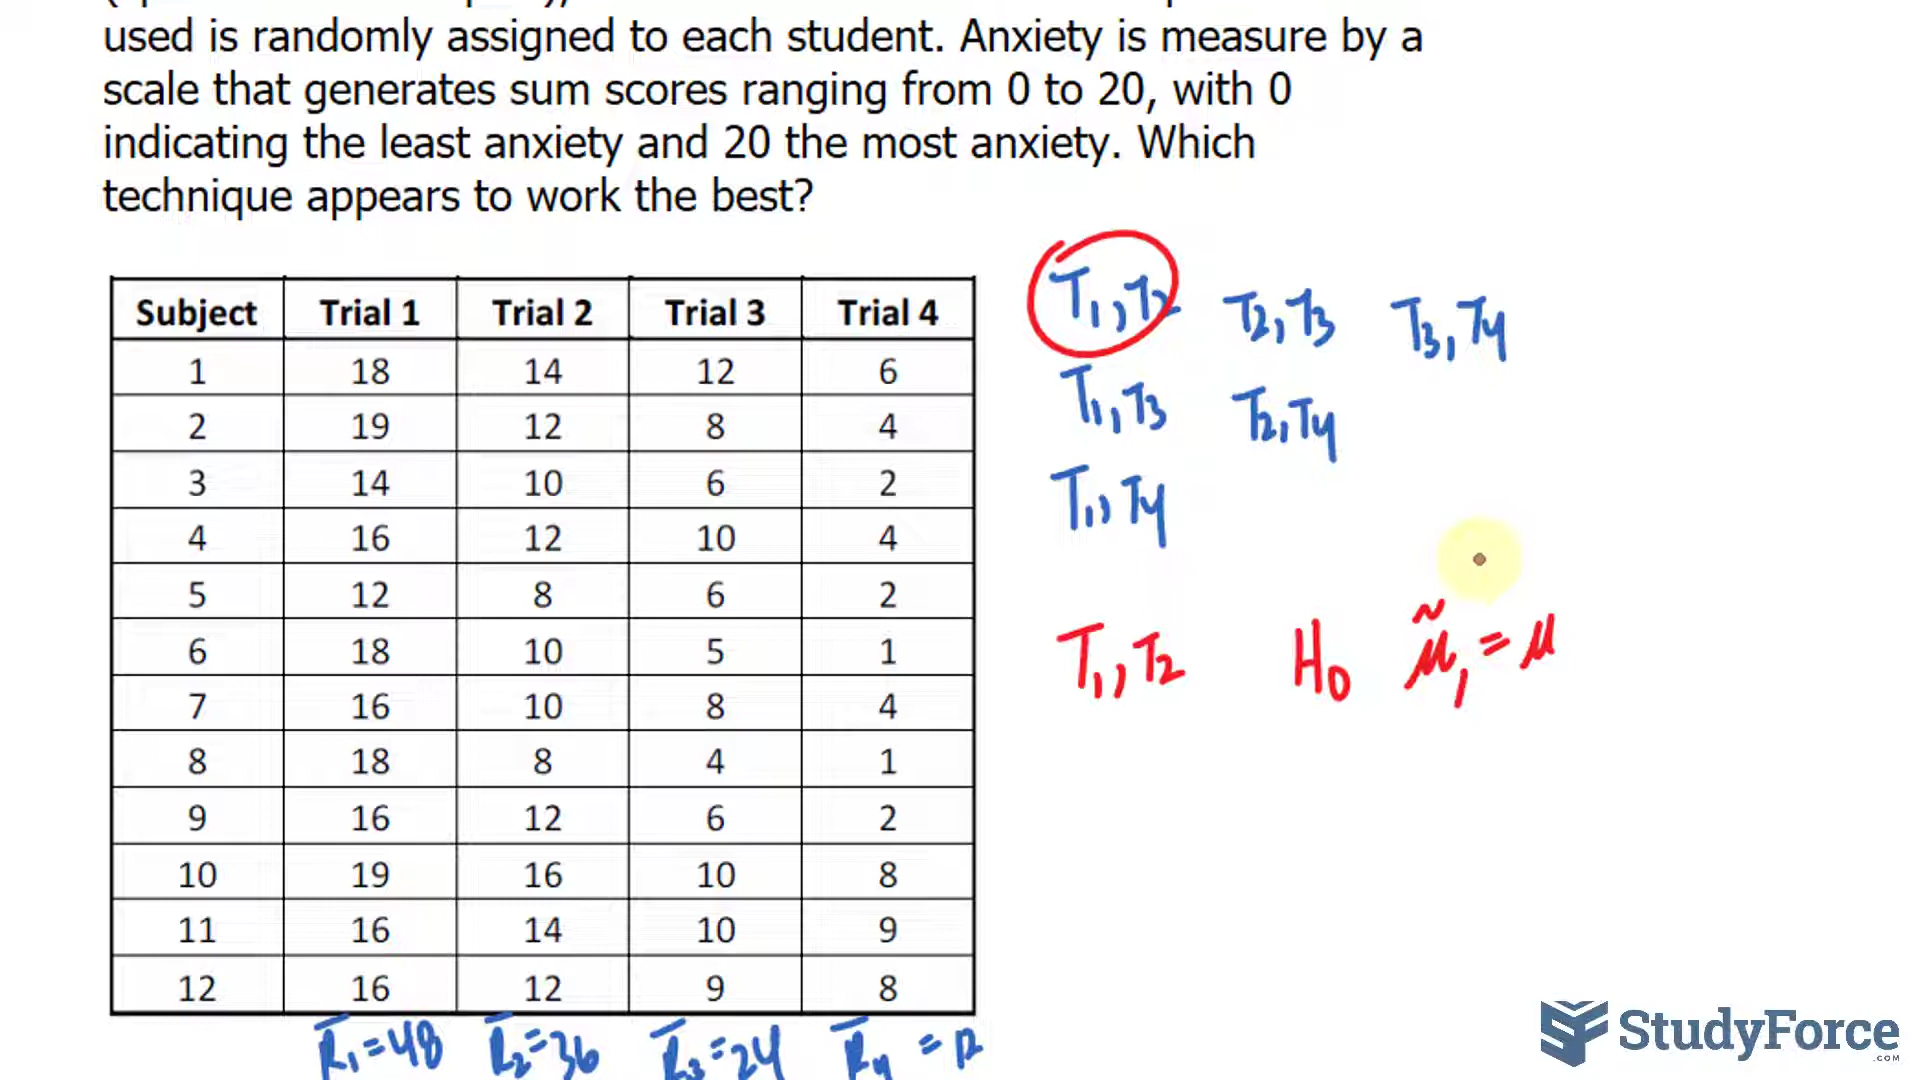 used is randomly assigned to each student. Anxiety is measure by a
scale that generates sum scores ranging from 0 to 20, with 0
indicating the least anxiety and 20 the most anxiety. Which
technique appears to work the best?
Subject Trial 1 Trial 2 Trial 3 Trial 4
1 18 14 12 6
2 19 12 8 4
3 14 10 6 2
4 16 12 10 4
5 12 8 6 2
6 18 10 5 1
7 16 10 8 4
8 18 8 4 1
9 16 12 6 2
10 19 16 10 8
11 16 14 10 9
12 16 12 9 8
R̄1=48 R̄2=36 R̄3=24 R̄4=12
T1,T2 T2,T3 T3,T4
T1,T3 T2,T4
T1,T4
T1,T2 H0 μ̃1=μ
StudyForce
.COM